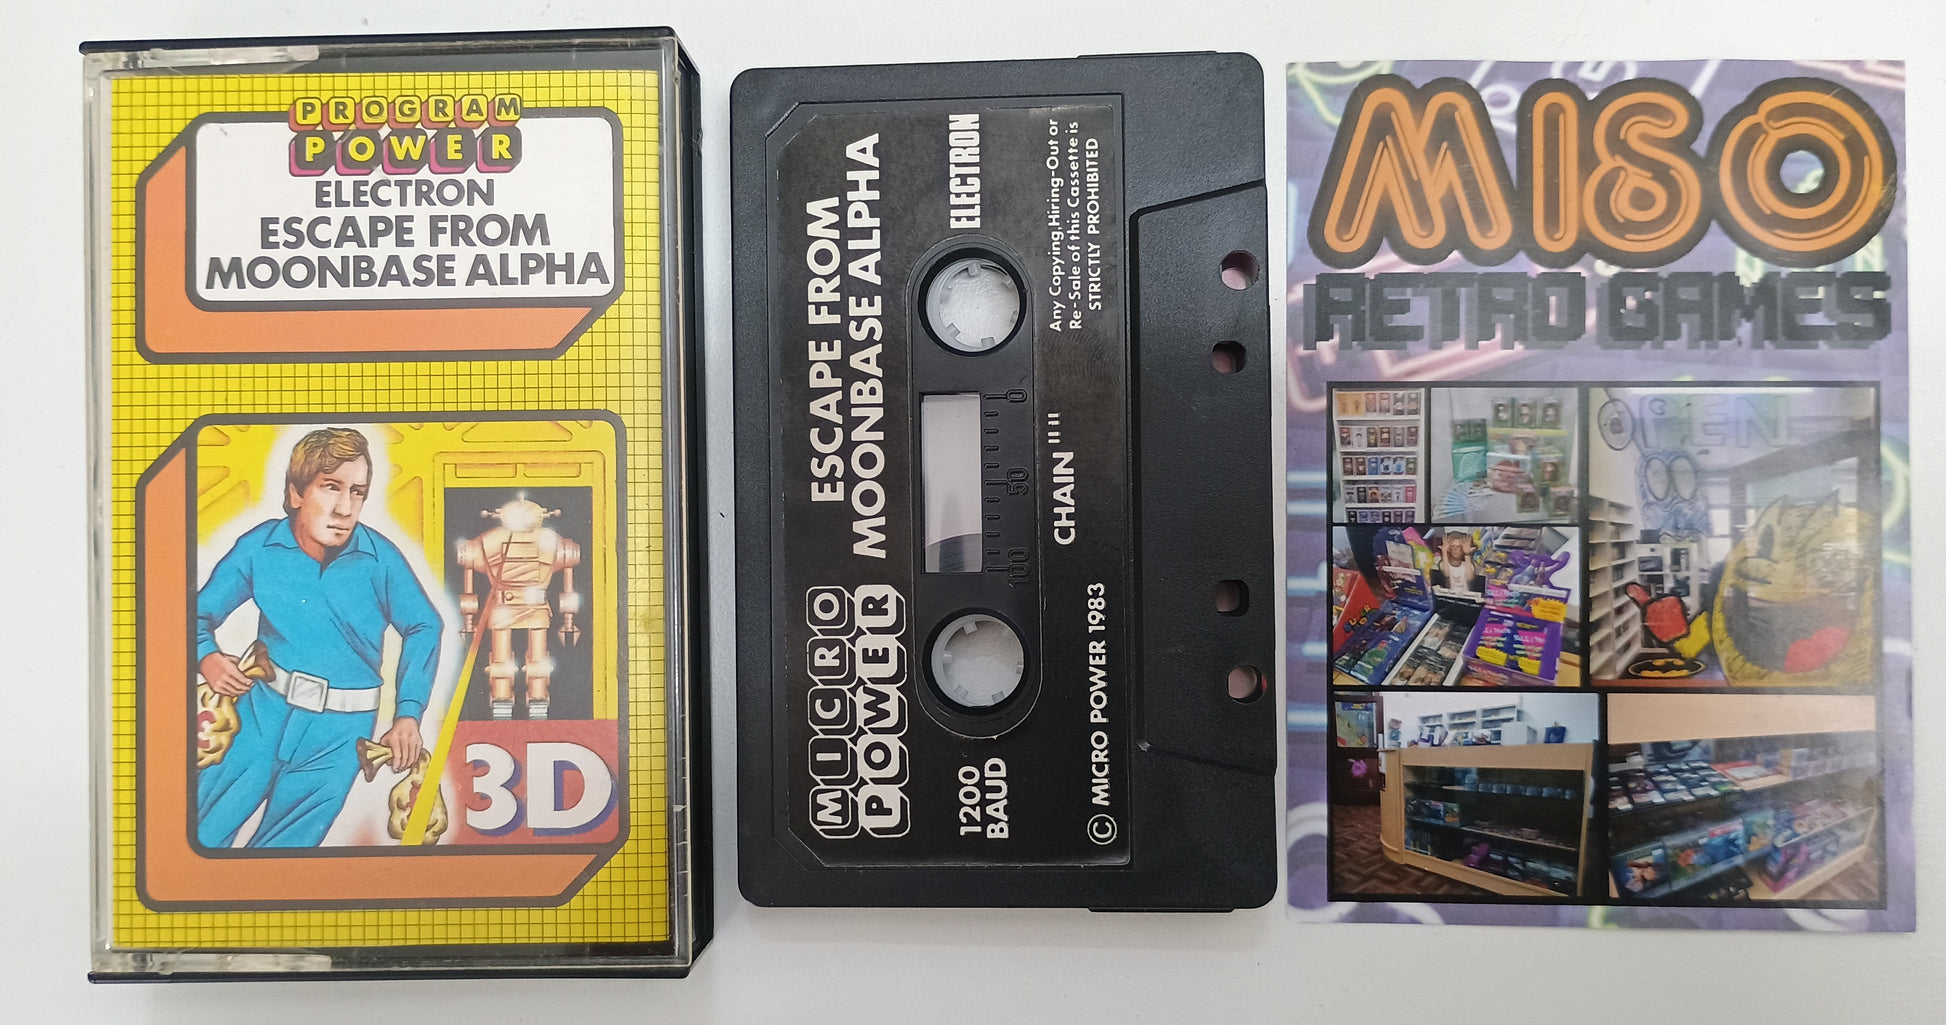 PROGRAM
POWER
ELECTRON
ESCAPE FROM
MOONBASE ALPHA
3D
MICRO
POWER
ESCAPE FROM
MOONBASE ALPHA
ELECTRON
1200
BAUD
0
50
100
CHAIN " "
Any Copying,Hiring-Out or
Re-Sale of this Cassette is
STRICTLY PROHIBITED
© MICRO POWER 1983
MISO
RETRO GAMES
OPEN